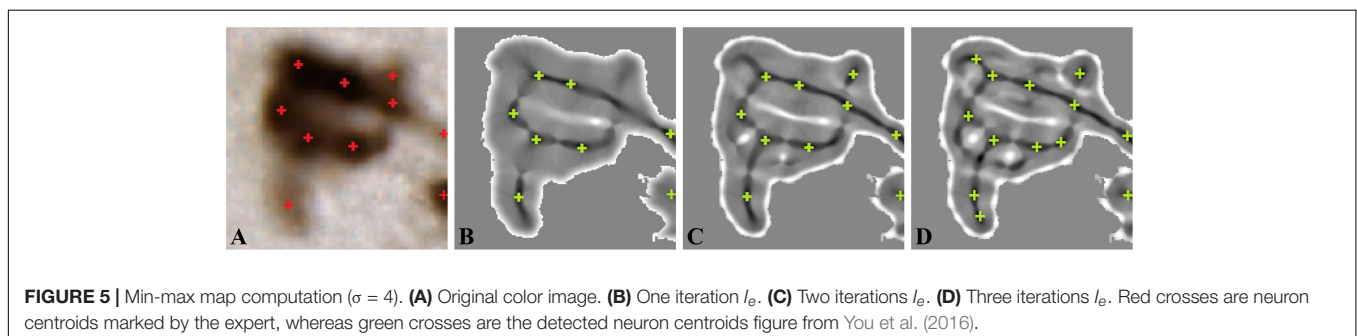 A
B
C
D
FIGURE 5 | Min-max map computation (σ = 4). (A) Original color image. (B) One iteration Ie. (C) Two iterations Ie. (D) Three iterations Ie. Red crosses are neuron
centroids marked by the expert, whereas green crosses are the detected neuron centroids figure from You et al. (2016).